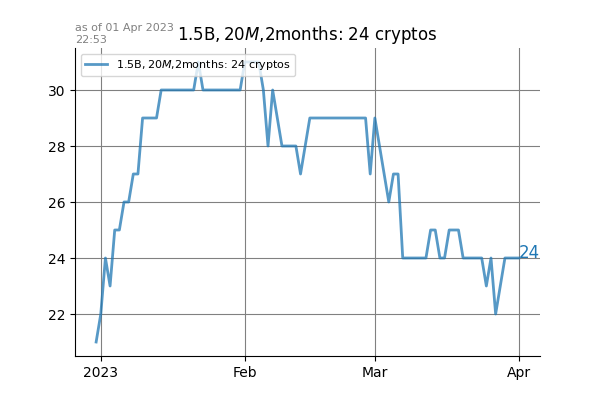 as of 01 Apr 2023
22:53
1.5B, 20M,2months: 24 cryptos
1.5B, 20M,2months: 24 cryptos
30
28
26
24
22
24
2023
Feb
Mar
Apr